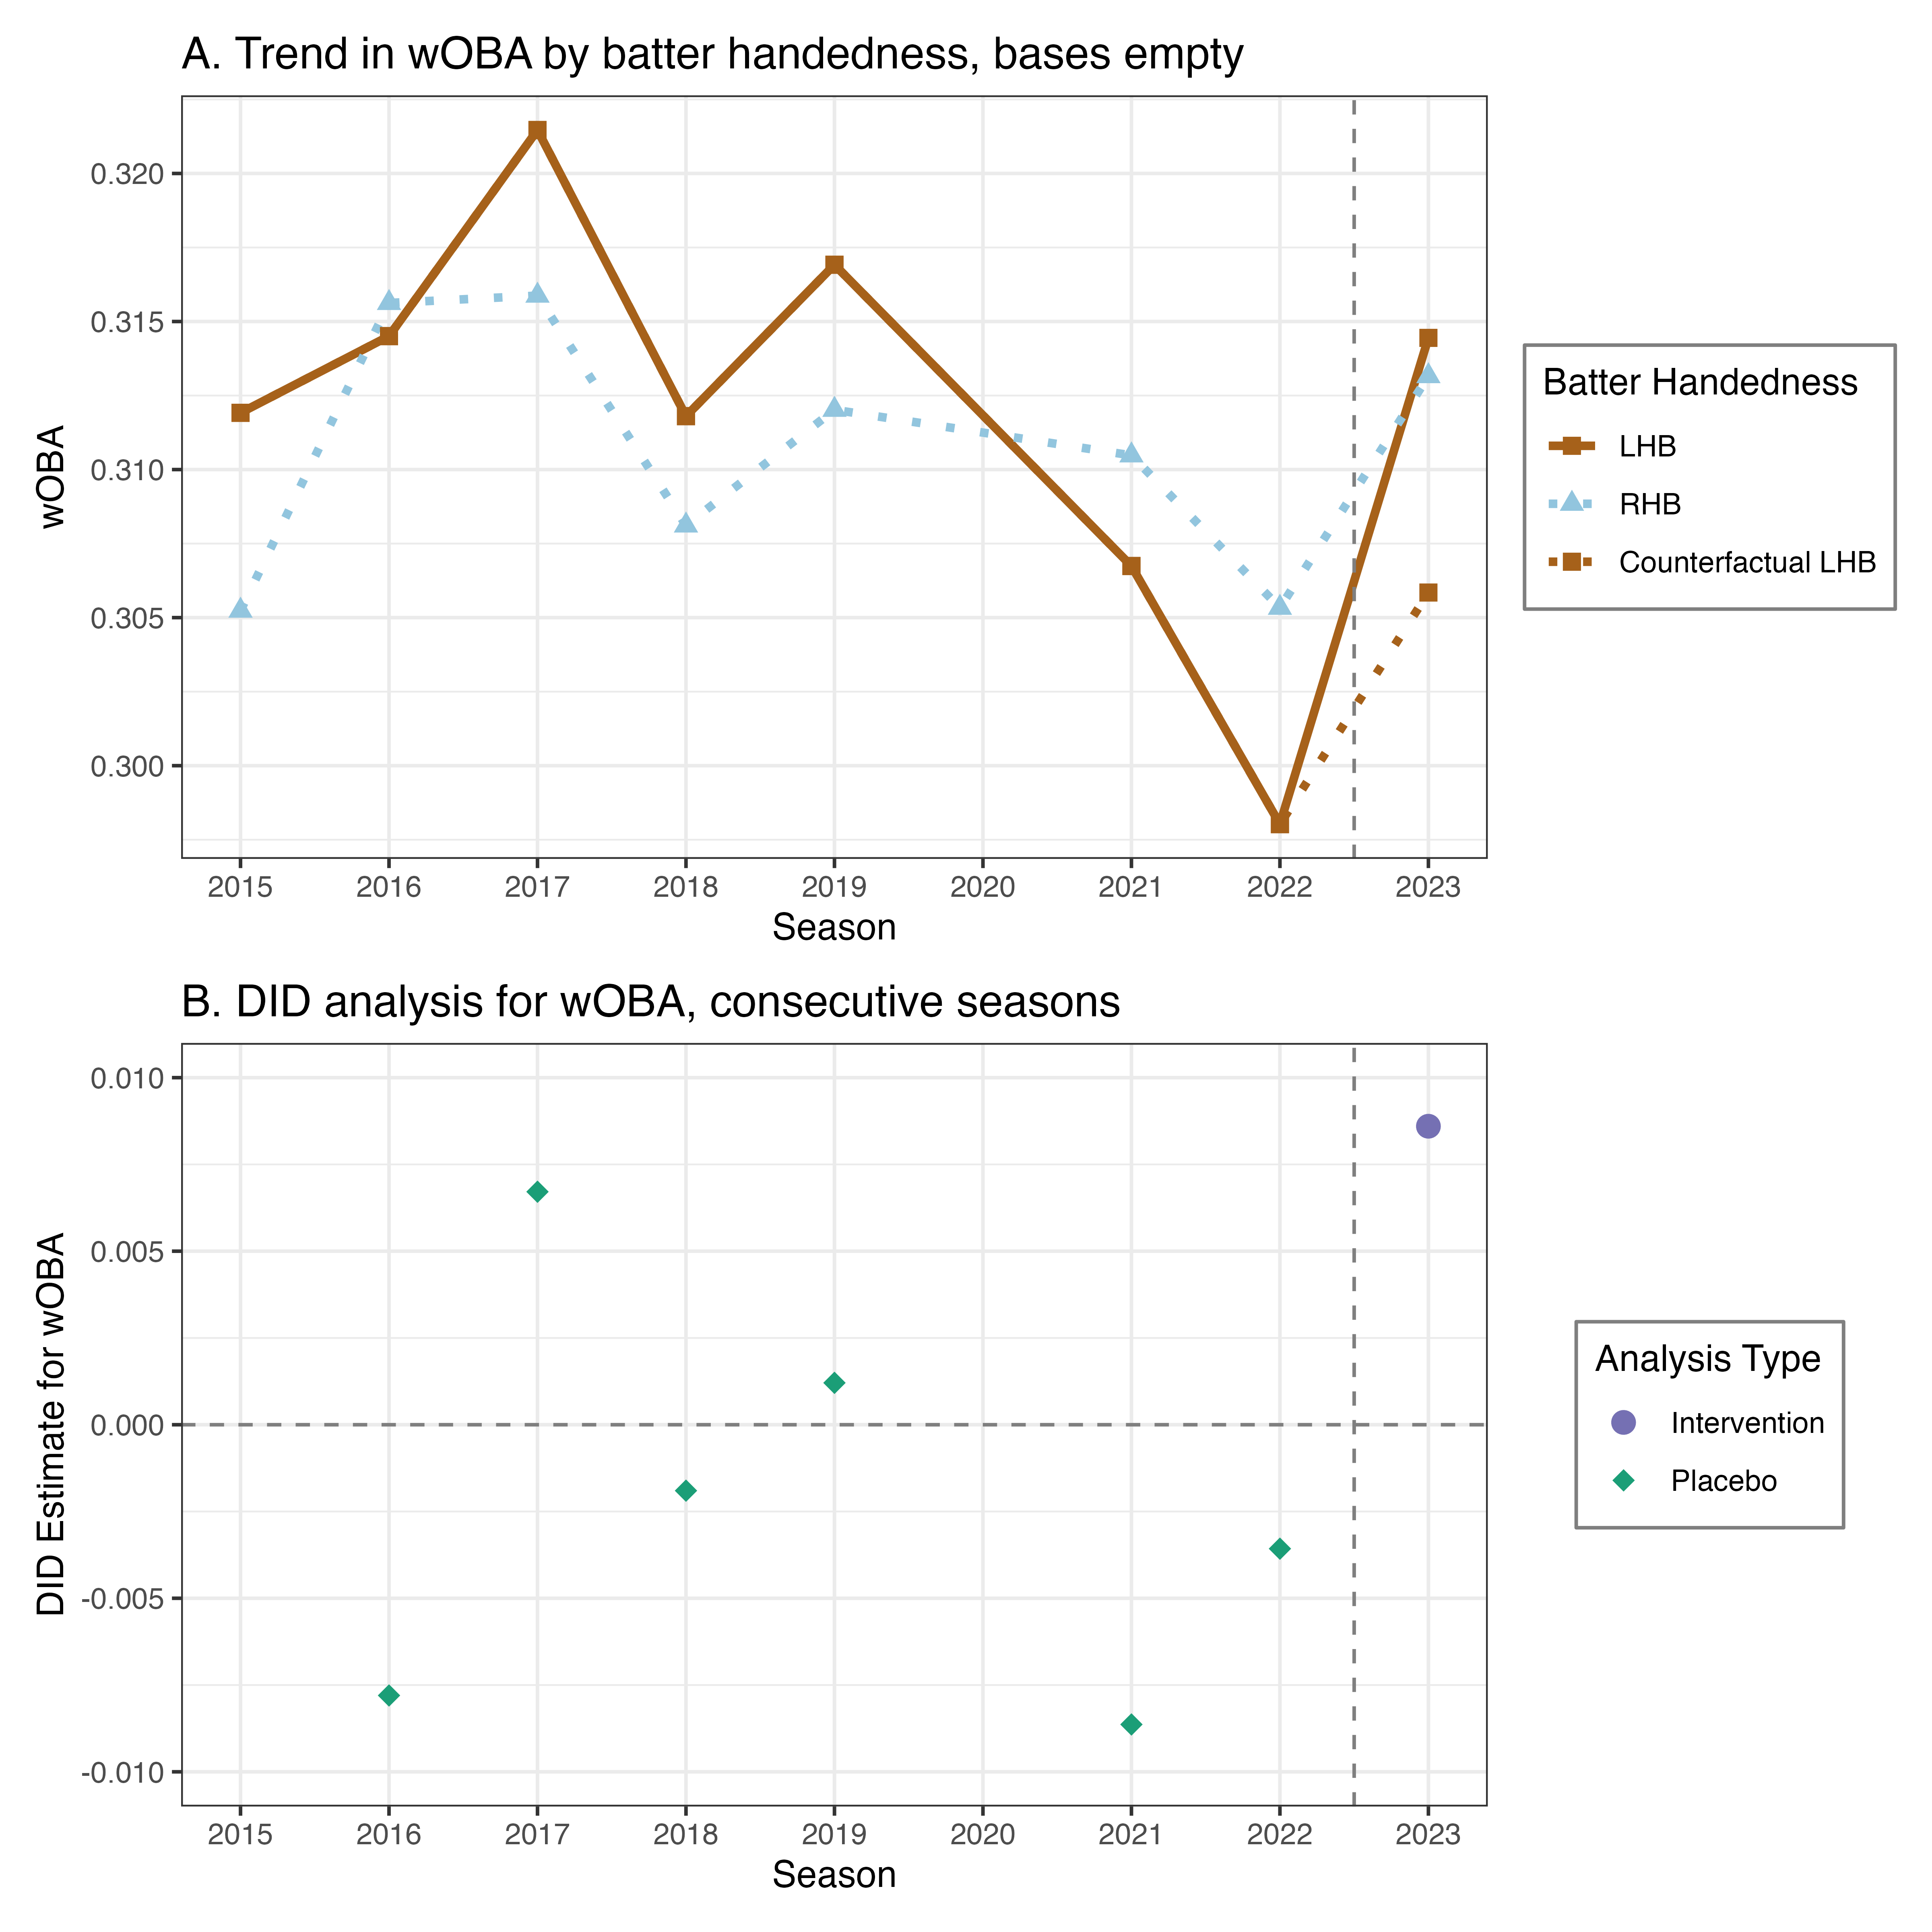 A. Trend in wOBA by batter handedness, bases empty
0.320
0.315
0.310
0.305
0.300
wOBA
2015 2016 2017 2018 2019 2020 2021 2022 2023
Season
Batter Handedness
LHB
RHB
Counterfactual LHB
B. DID analysis for wOBA, consecutive seasons
0.010
0.005
0.000
-0.005
-0.010
DID Estimate for wOBA
2015 2016 2017 2018 2019 2020 2021 2022 2023
Season
Analysis Type
Intervention
Placebo